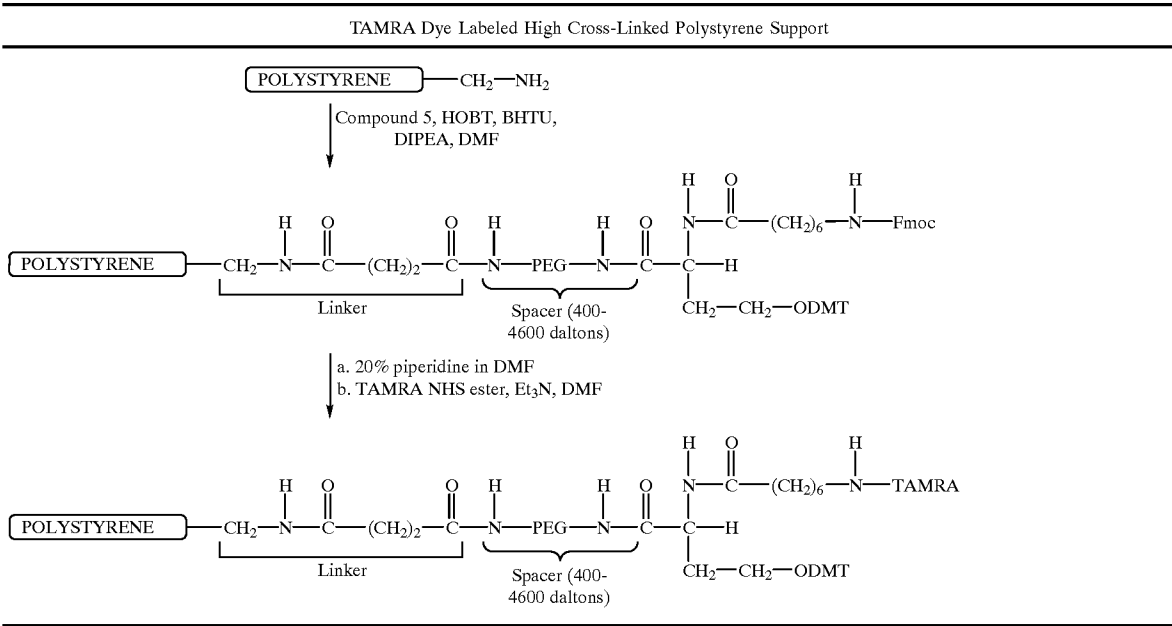 TAMRA Dye Labeled High Cross-Linked Polystyrene Support
POLYSTYRENE—CH₂—NH₂
Compound 5, HOBT, BHTU,
DIPEA, DMF
H O H
N—C—(CH₂)₆—N—Fmoc
H O O H H O
POLYSTYRENE—CH₂—N—C—(CH₂)₂—C—N—PEG—N—C—C—H
Linker
Spacer (400-
4600 daltons)
CH₂—CH₂—ODMT
a. 20% piperidine in DMF
b. TAMRA NHS ester, Et₃N, DMF
H O H
N—C—(CH₂)₆—N—TAMRA
H O O H H O
POLYSTYRENE—CH₂—N—C—(CH₂)₂—C—N—PEG—N—C—C—H
Linker
Spacer (400-
4600 daltons)
CH₂—CH₂—ODMT